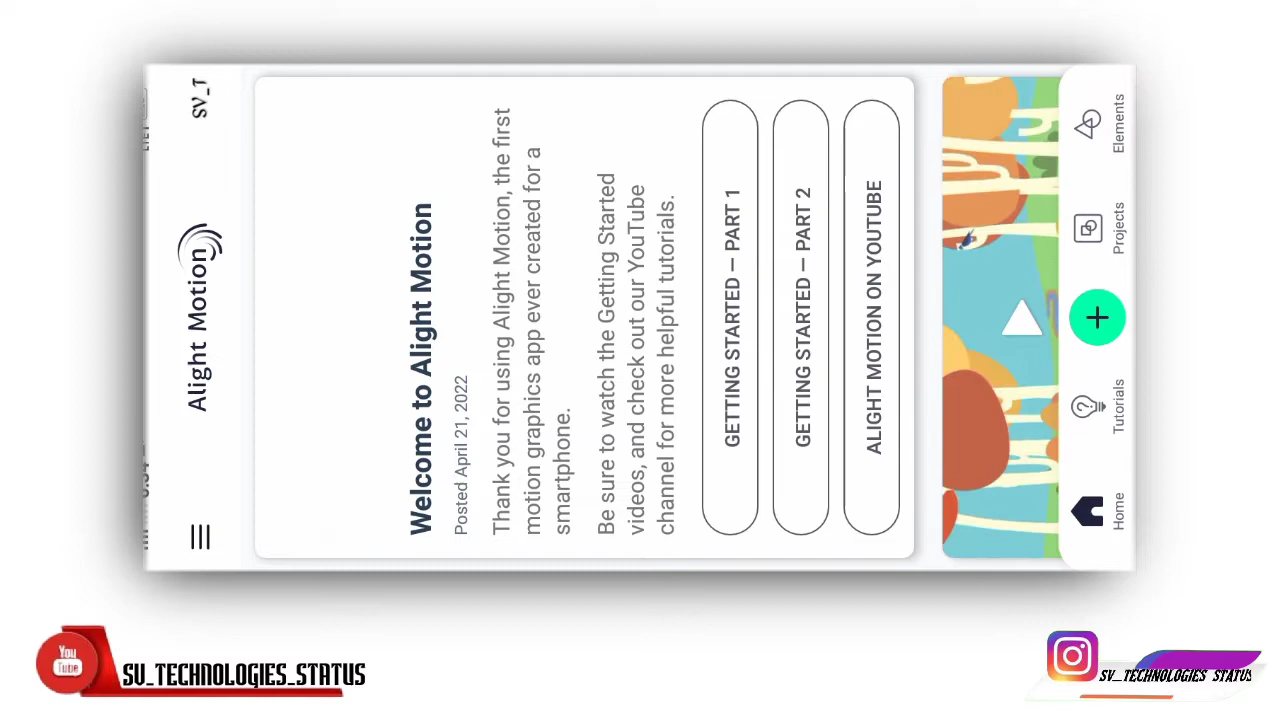 Alight Motion
SV_T
Welcome to Alight Motion
Posted April 21, 2022
Thank you for using Alight Motion, the first
motion graphics app ever created for a
smartphone.
Be sure to watch the Getting Started
videos, and check out our YouTube
channel for more helpful tutorials.
GETTING STARTED — PART 1
GETTING STARTED — PART 2
ALIGHT MOTION ON YOUTUBE
Home
Tutorials
Projects
Elements
You
Tube
SV_TECHNOLOGIES_STATUS
SV_TECHNOLOGIES STATUS